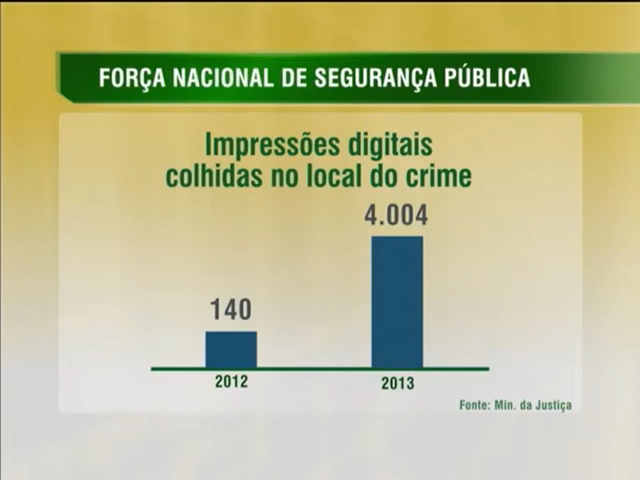 FORÇA NACIONAL DE SEGURANÇA PÚBLICA
Impressões digitais
colhidas no local do crime
4.004
140
2012
2013
Fonte: Min. da Justiça